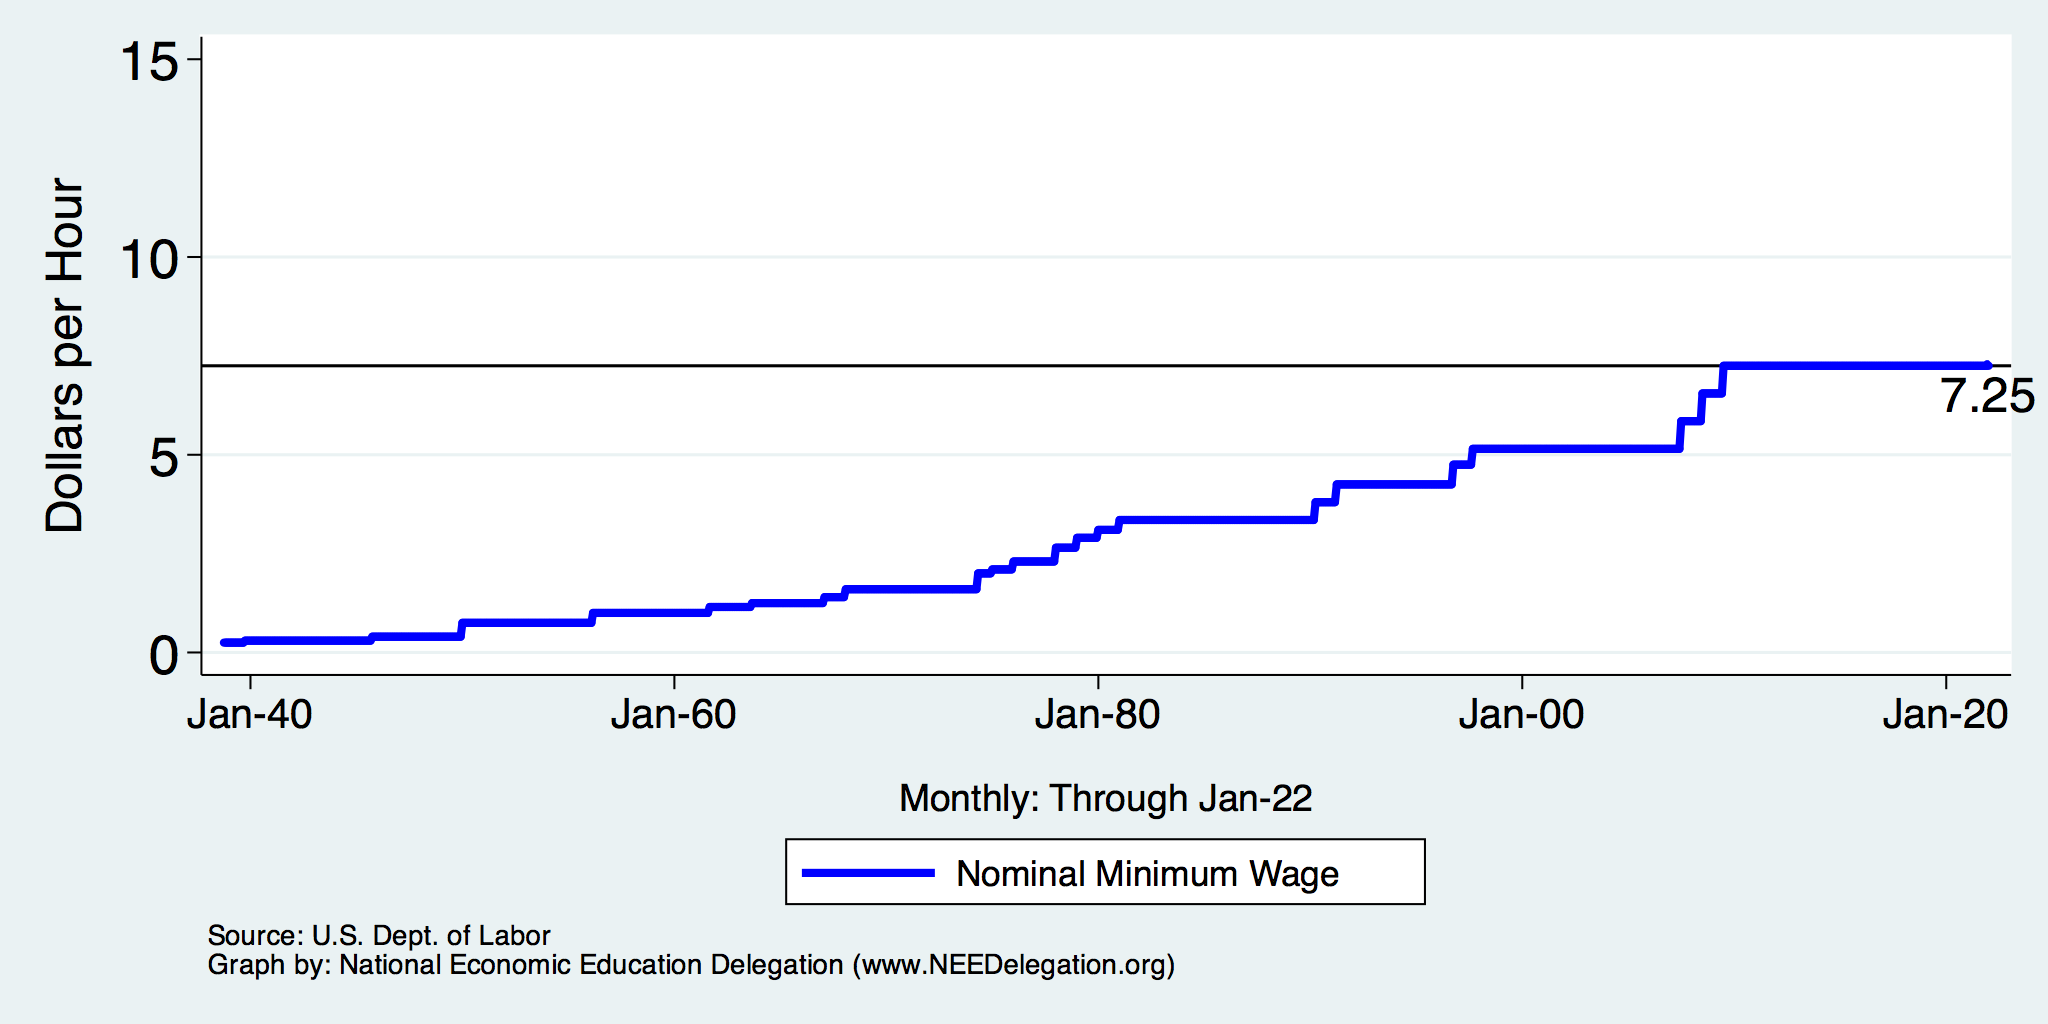 15
10
5
0
Dollars per Hour
7.25
Jan-40
Jan-60
Jan-80
Jan-00
Jan-20
Monthly: Through Jan-22
Nominal Minimum Wage
Source: U.S. Dept. of Labor
Graph by: National Economic Education Delegation (www.NEEDelegation.org)